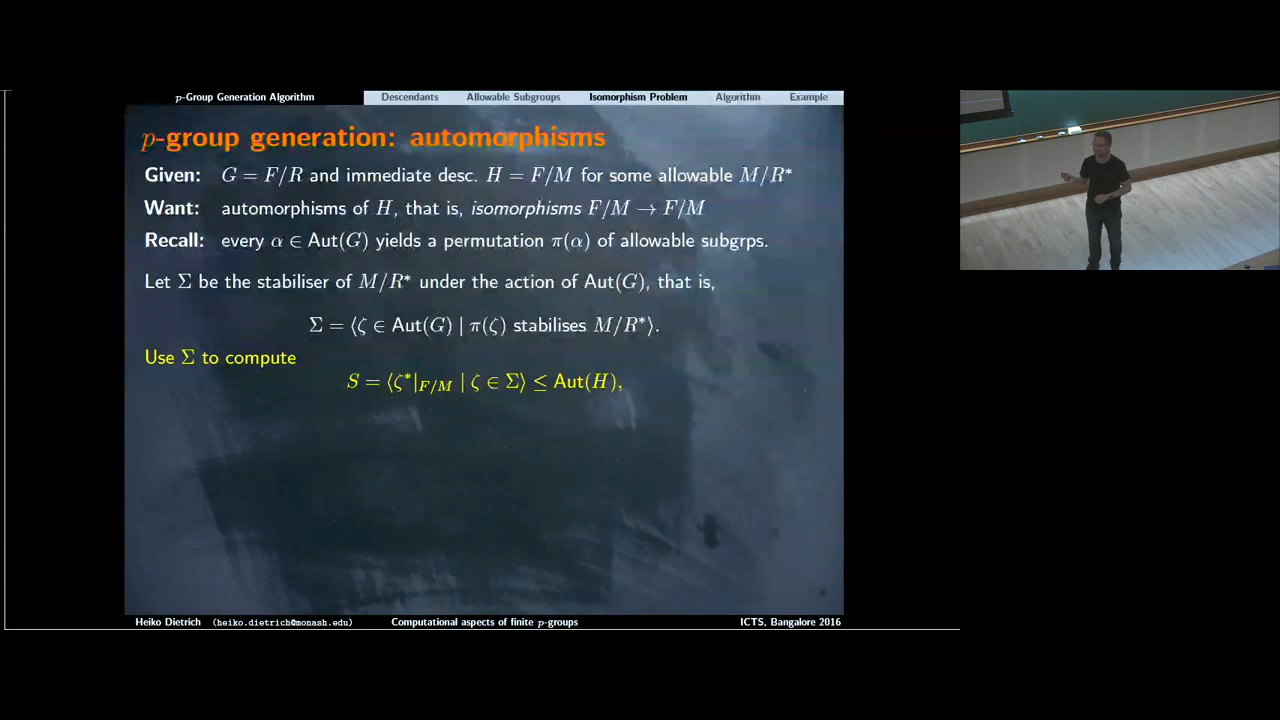 p-Group Generation Algorithm Descendants Allowable Subgroups Isomorphism Problem Algorithm Example
p-group generation: automorphisms
Given: G = F/R and immediate desc. H = F/M for some allowable M/R*
Want: automorphisms of H, that is, isomorphisms F/M → F/M
Recall: every α ∈ Aut(G) yields a permutation π(α) of allowable subgrps.
Let Σ be the stabiliser of M/R* under the action of Aut(G), that is,
Σ = ⟨ζ ∈ Aut(G) | π(ζ) stabilises M/R*⟩.
Use Σ to compute
S = ⟨ζ*|_{F/M} | ζ ∈ Σ⟩ ≤ Aut(H),
Heiko Dietrich (heiko.dietrich@monash.edu) Computational aspects of finite p-groups ICTS, Bangalore 2016